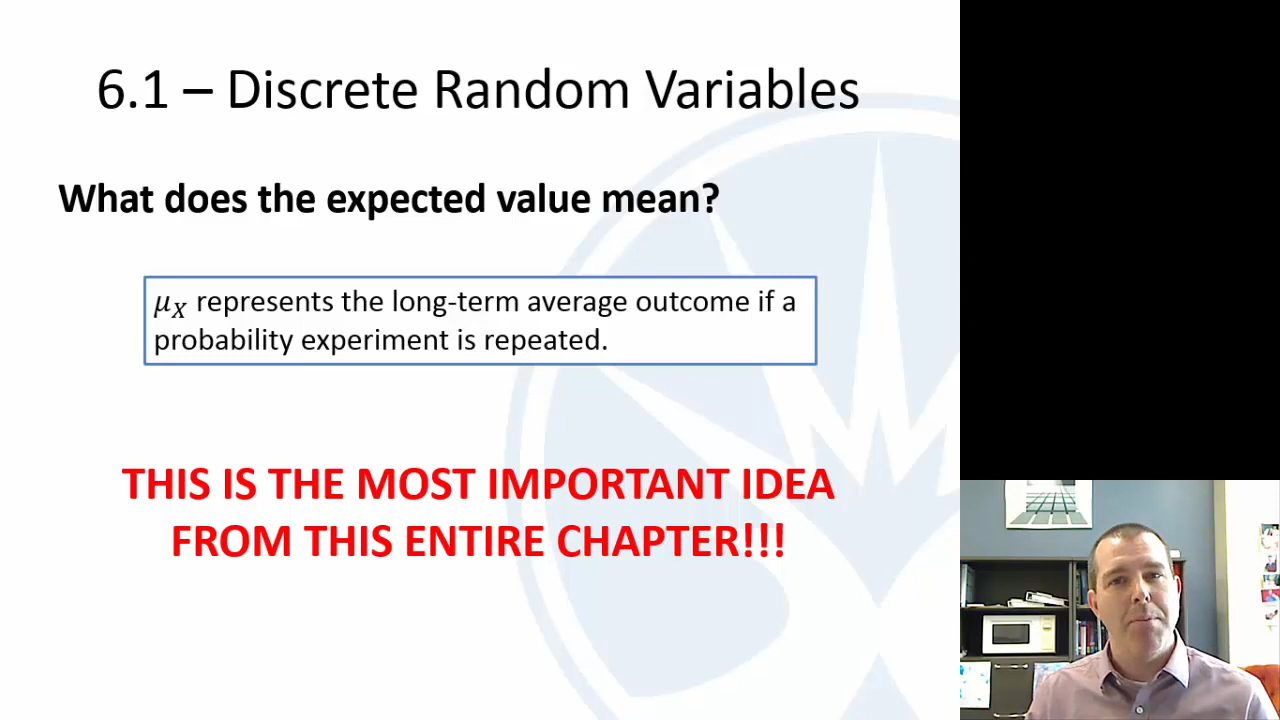 6.1 – Discrete Random Variables
What does the expected value mean?
μ_X represents the long-term average outcome if a
probability experiment is repeated.
THIS IS THE MOST IMPORTANT IDEA
FROM THIS ENTIRE CHAPTER!!!